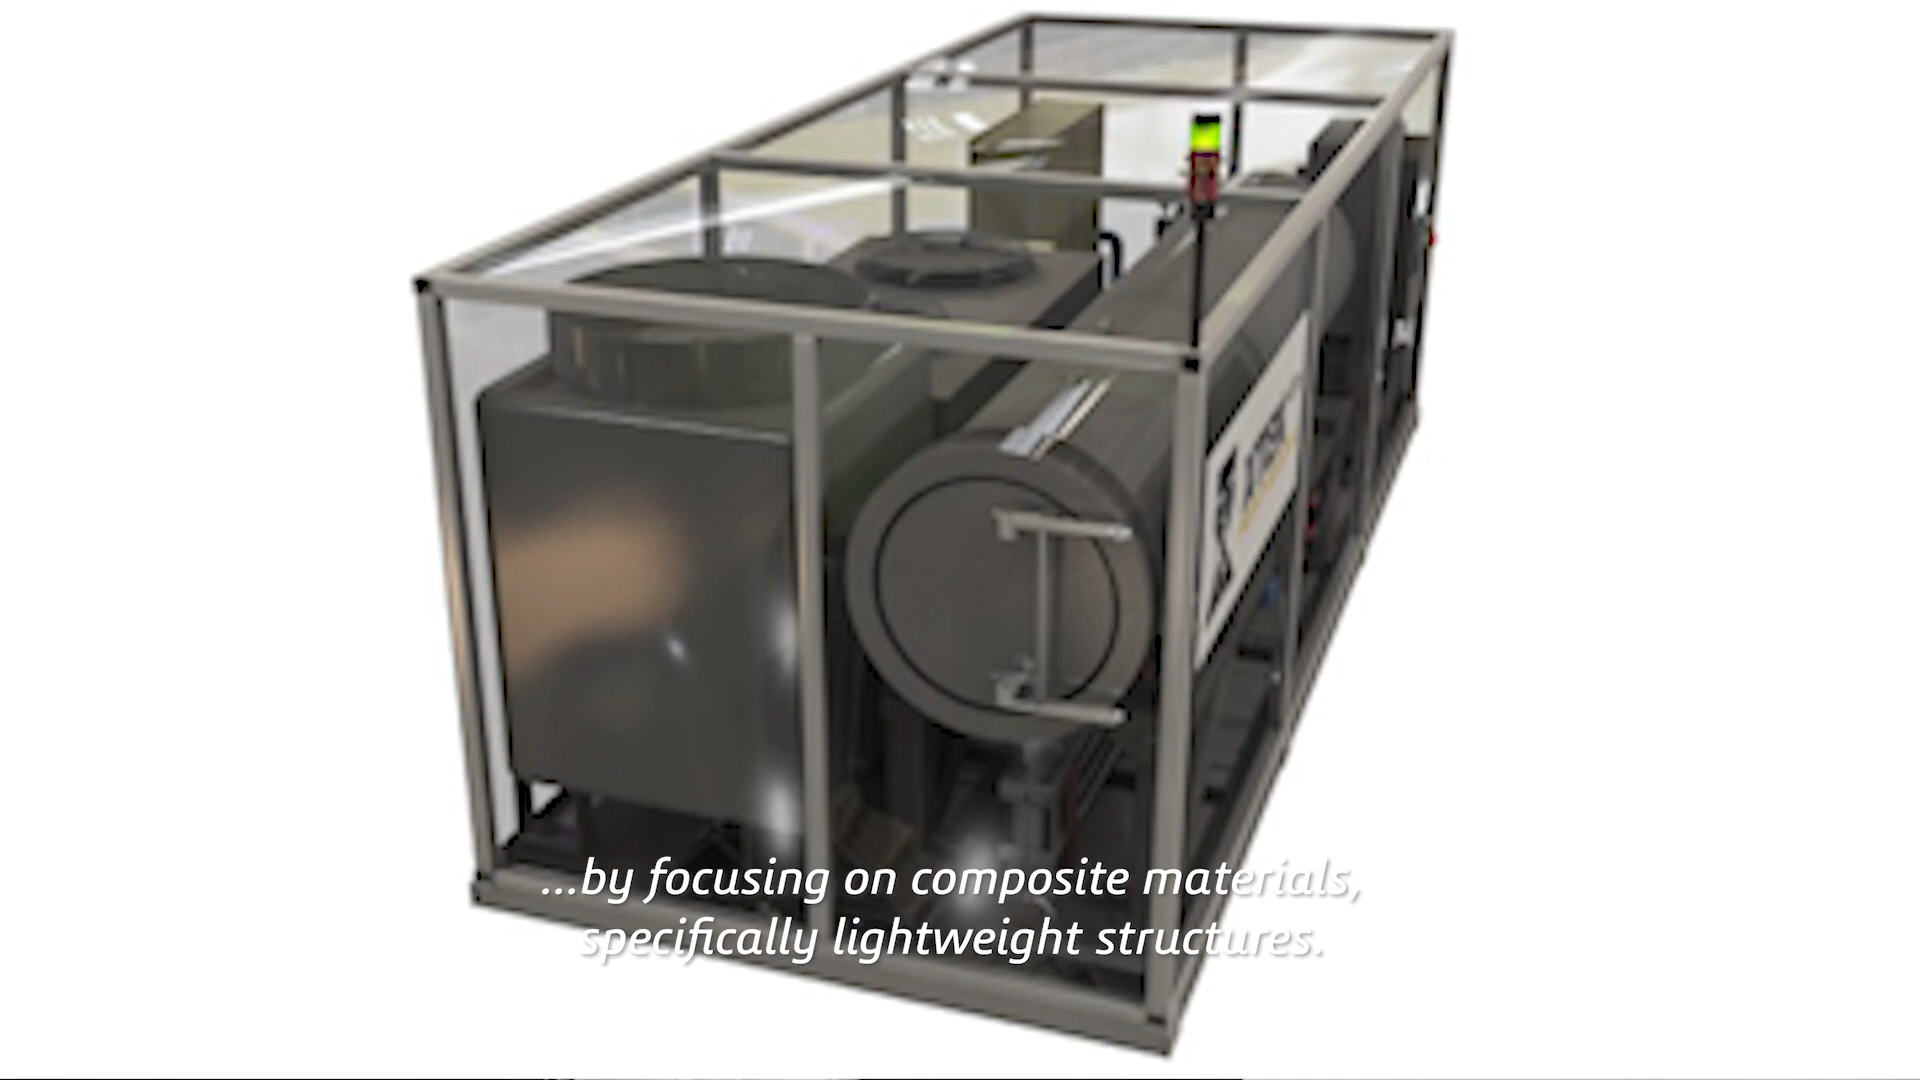 ...by focusing on composite materials,
specifically lightweight structures.